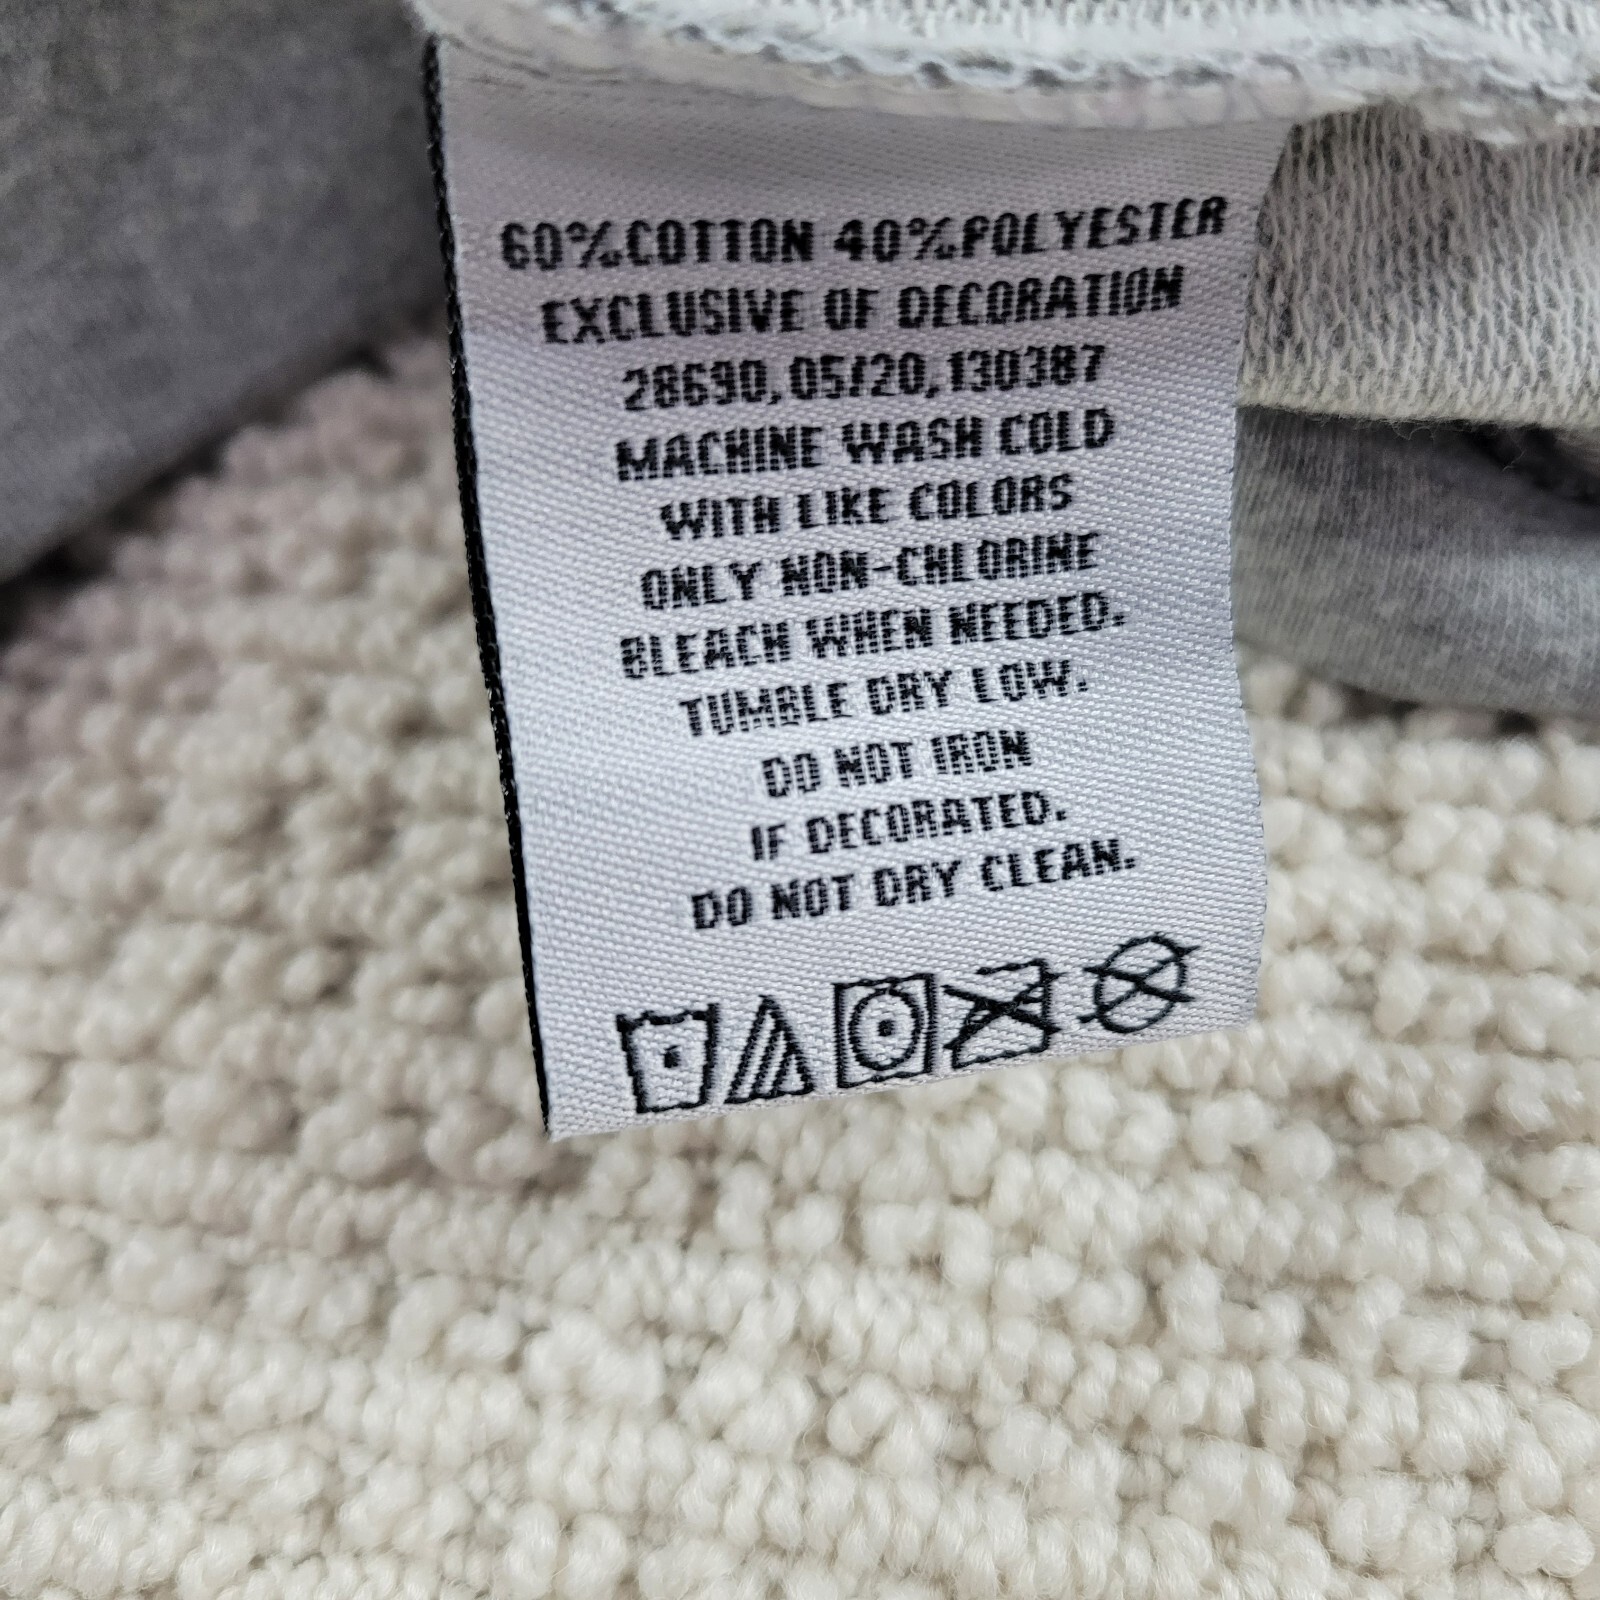 60%COTTON 40%POLYESTER
EXCLUSIVE OF DECORATION
28690,05/20,130387
MACHINE WASH COLD
WITH LIKE COLORS
ONLY NON-CHLORINE
BLEACH WHEN NEEDED.
TUMBLE DRY LOW.
DO NOT IRON
IF DECORATED.
DO NOT DRY CLEAN.